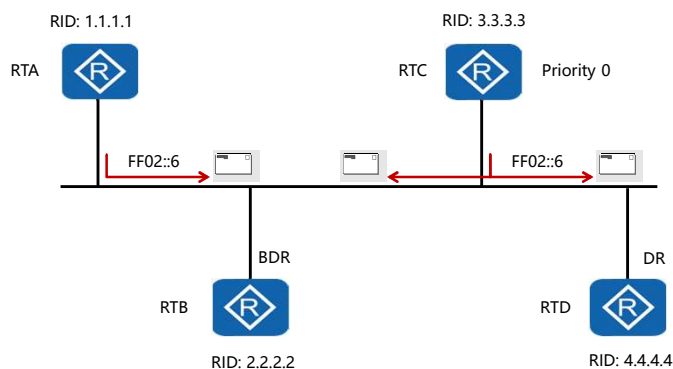 RID: 1.1.1.1
RID: 3.3.3.3
RTA
R
RTC
R
Priority 0
FF02::6
FF02::6
BDR
DR
RTB
R
RTD
R
RID: 2.2.2.2
RID: 4.4.4.4